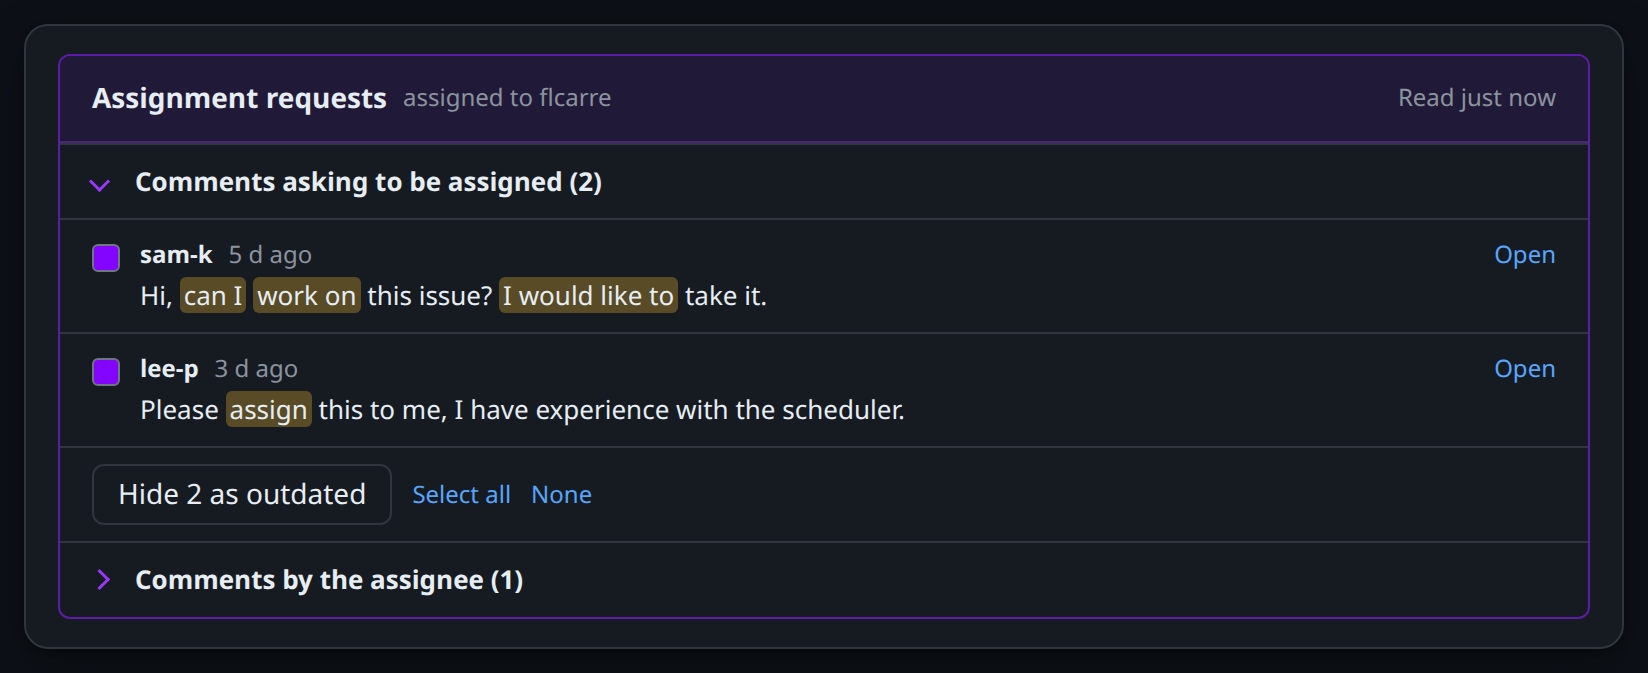 Assignment requests assigned to flcarre Read just now
Comments asking to be assigned (2)
sam-k 5 d ago Open
Hi, can I work on this issue? I would like to take it.
lee-p 3 d ago Open
Please assign this to me, I have experience with the scheduler.
Hide 2 as outdated Select all None
Comments by the assignee (1)